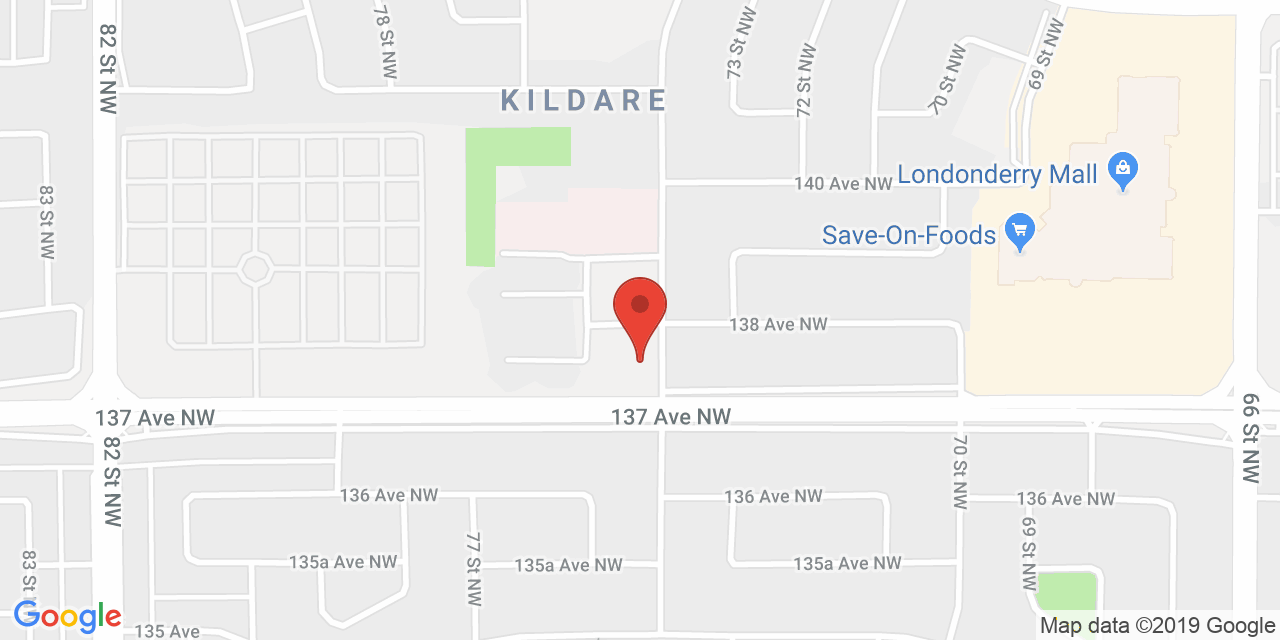 82 St NW
78 St NW
73 St NW
72 St NW
70 St NW
69 St NW
KILDARE
83 St NW
140 Ave NW
Londonderry Mall
Save-On-Foods
138 Ave NW
137 Ave NW
137 Ave NW
66 St NW
82 St NW
70 St NW
136 Ave NW
136 Ave NW
136 Ave NW
77 St NW
69 St NW
83 St NW
135a Ave NW
135a Ave NW
135a Ave NW
Google
135 Ave
Map data ©2019 Google